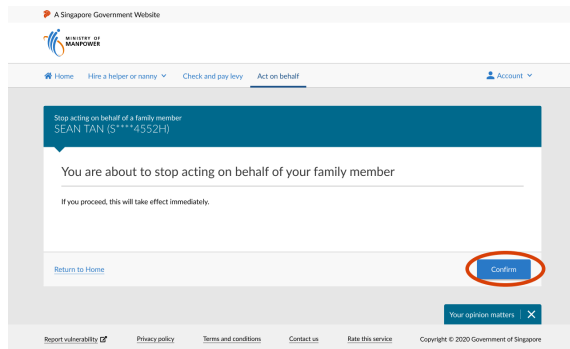 A Singapore Government Website
MINISTRY OF
MANPOWER
Home Hire a helper or nanny Check and pay levy Act on behalf Account
Stop acting on behalf of a family member
SEAN TAN (S****4552H)
You are about to stop acting on behalf of your family member
If you proceed, this will take effect immediately.
Return to Home Confirm
Your opinion matters
Report vulnerability Privacy policy Terms and conditions Contact us Rate this service Copyright © 2020 Government of Singapore